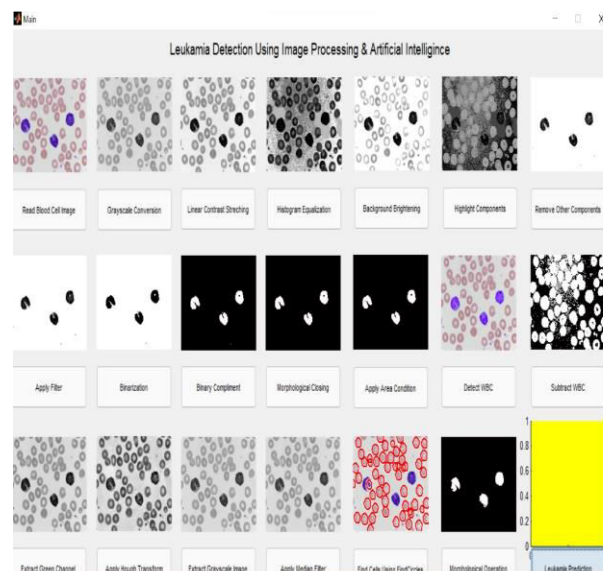 Main
Leukamia Detection Using Image Processing & Artificial Intelligince
Read Blood Cell Image
Grayscale Conversion
Linear Contrast Streching
Histogram Equalization
Background Brightening
Highlight Components
Remove Other Components
Apply Filter
Binarization
Binary Compliment
Morphological Closing
Apply Area Condition
Detect WBC
Subtract WBC
1
0.8
0.6
0.4
0.2
0
Extract Green Channel
Apply Hough Transform
Extract Grayscale Image
Apply Median Filter
Find Cells Using FindCircles
Morphological Operation
Leukamia Prediction